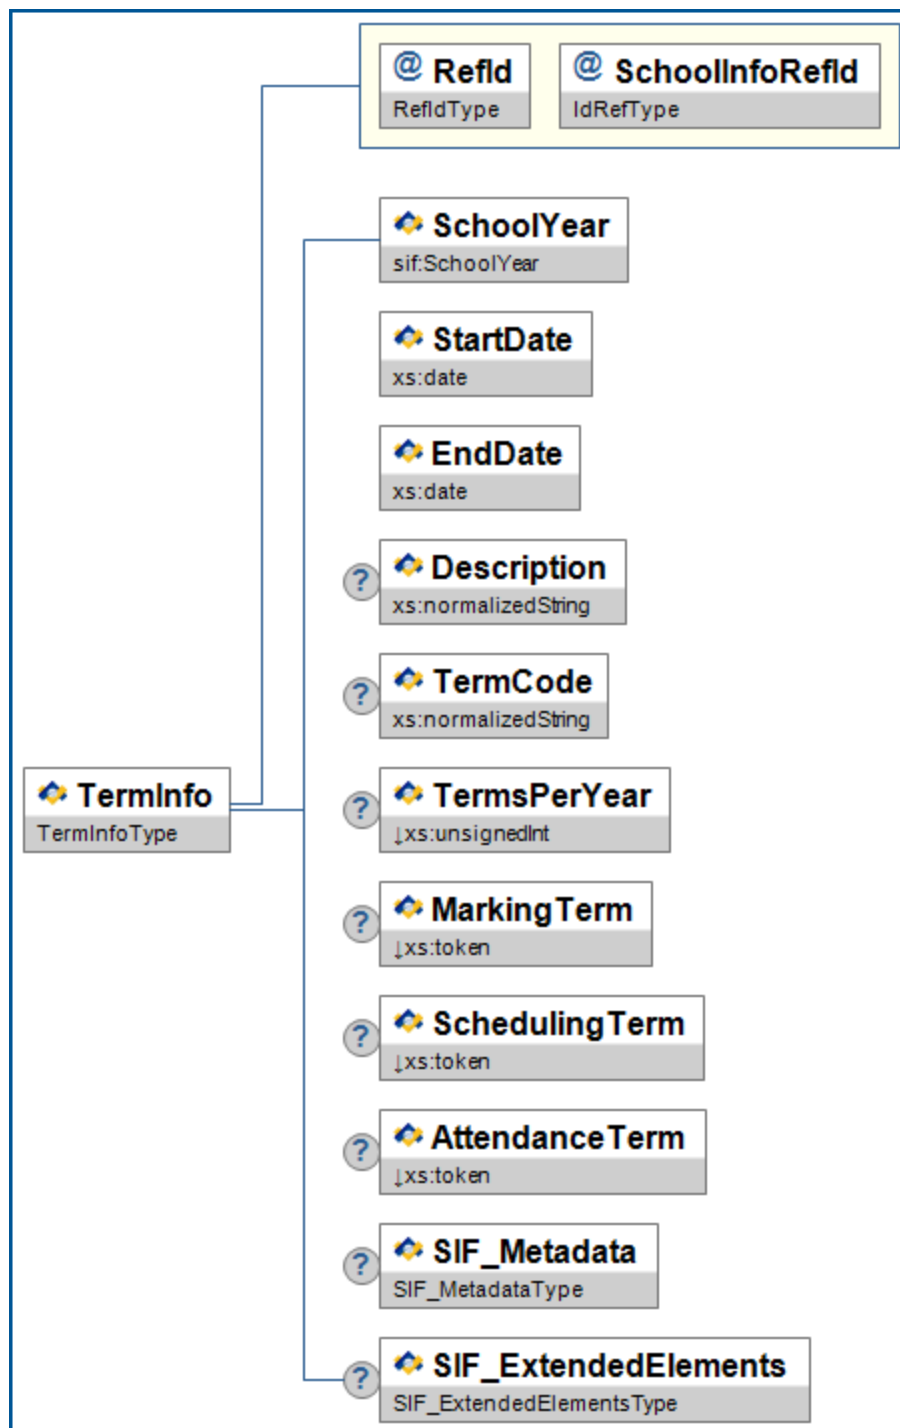 @ RefId @ SchoolInfoRefId
RefIdType IdRefType
SchoolYear
sif:SchoolYear
StartDate
xs:date
EndDate
xs:date
? Description
xs:normalizedString
? TermCode
xs:normalizedString
TermInfo
TermInfoType
? TermsPerYear
↓xs:unsignedInt
? MarkingTerm
↓xs:token
? SchedulingTerm
↓xs:token
? AttendanceTerm
↓xs:token
? SIF_Metadata
SIF_MetadataType
? SIF_ExtendedElements
SIF_ExtendedElementsType